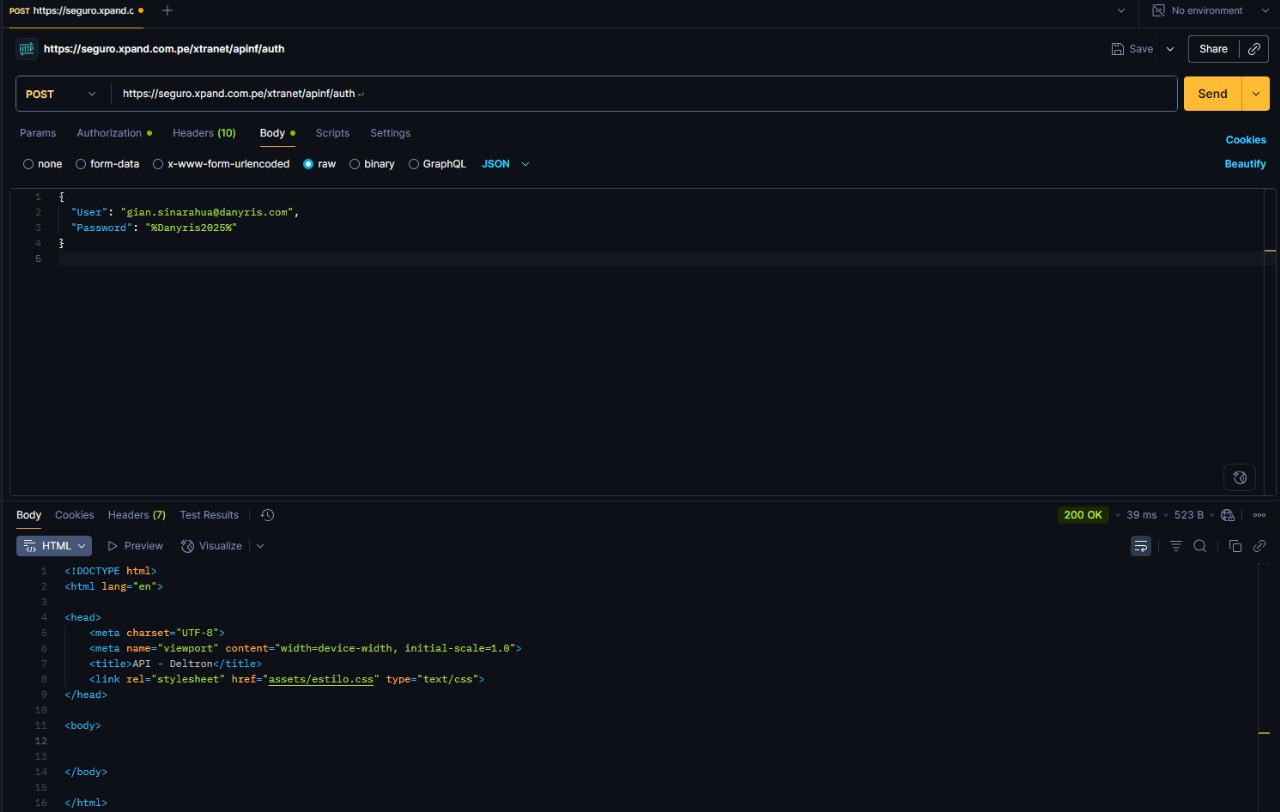 POST https://seguro.xpand.c
No environment
https://seguro.xpand.com.pe/xtranet/apinf/auth
Save
Share
POST
https://seguro.xpand.com.pe/xtranet/apinf/auth
Send
Params
Authorization
Headers (10)
Body
Scripts
Settings
Cookies
none
form-data
x-www-form-urlencoded
raw
binary
GraphQL
JSON
Beautify
1 {
2 "User": "gian.sinarahua@danyris.com",
3 "Password": "%Danyris2025%"
4 }
5
Body
Cookies
Headers (7)
Test Results
200 OK
39 ms
523 B
HTML
Preview
Visualize
1 <!DOCTYPE html>
2 <html lang="en">
3
4 <head>
5 <meta charset="UTF-8">
6 <meta name="viewport" content="width=device-width, initial-scale=1.0">
7 <title>API - Deltron</title>
8 <link rel="stylesheet" href="assets/estilo.css" type="text/css">
9 </head>
10
11 <body>
12
13
14 </body>
15
16 </html>